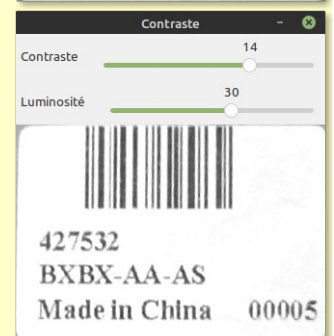 Contraste
Contraste 14
Luminosité 30
427532
BXBX-AA-AS
Made in China 00005